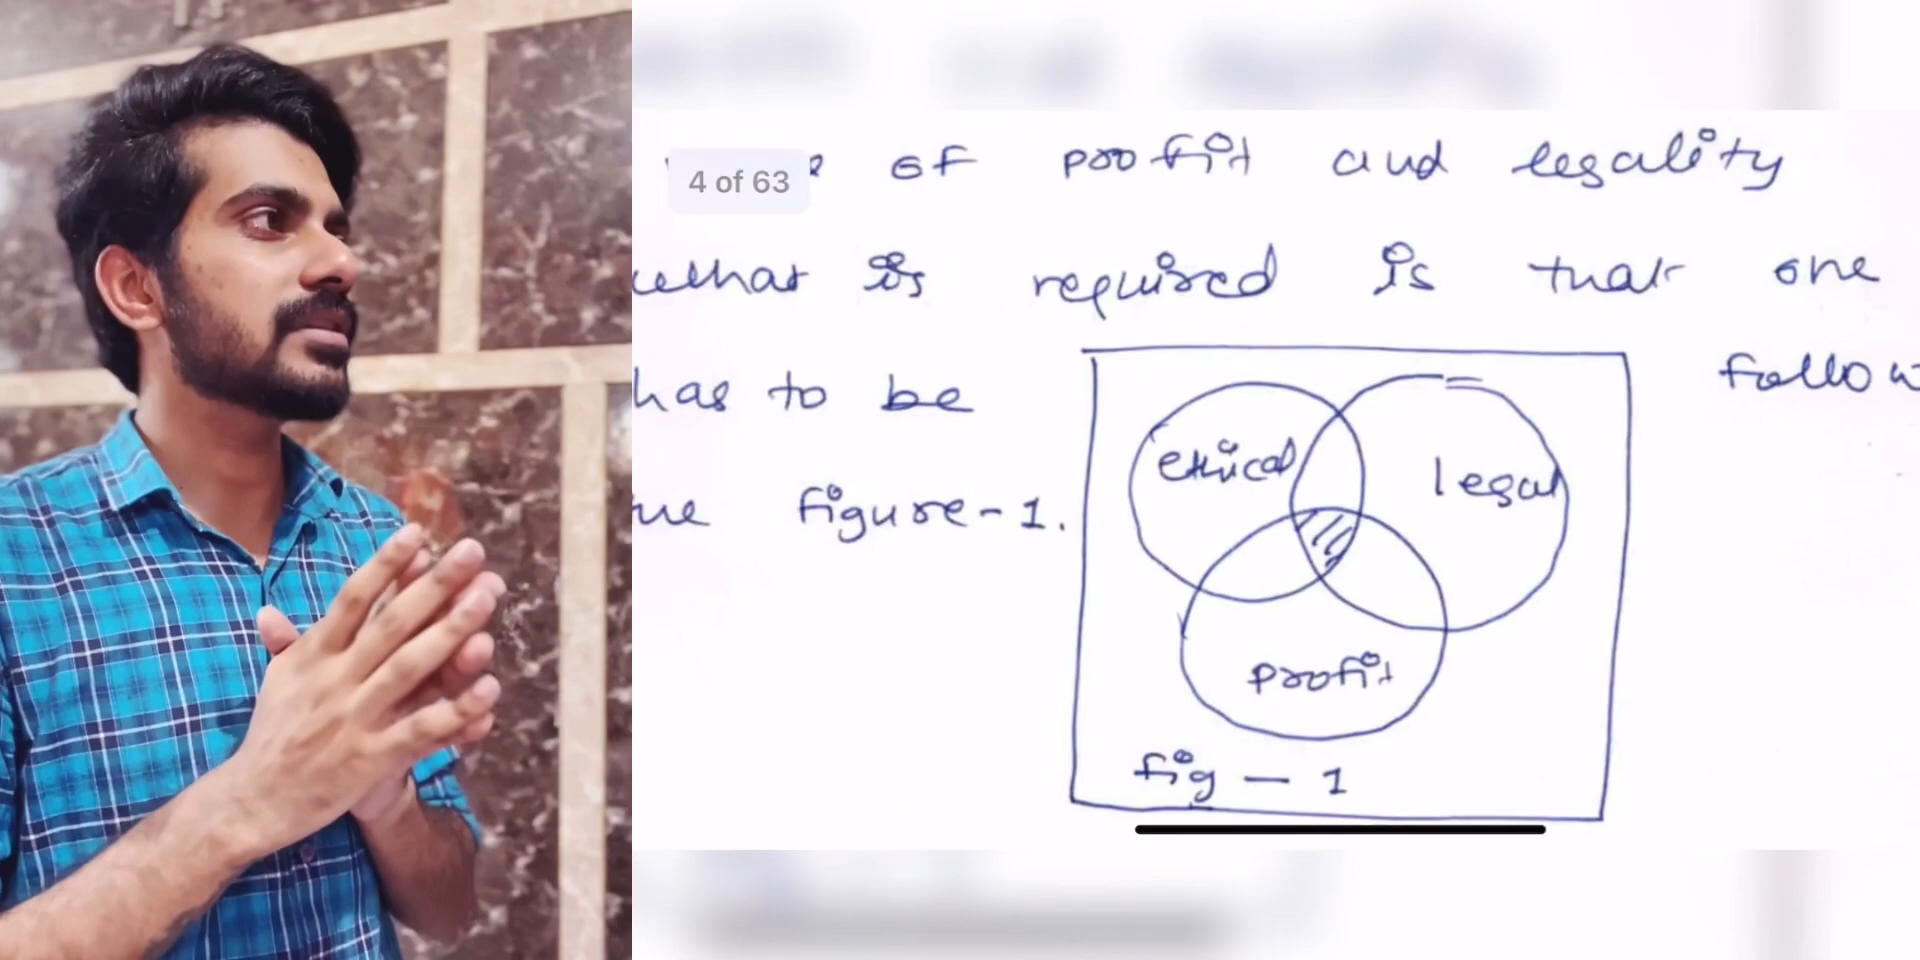 4 of 63
of profit and legality
what is required is that one
has to be
follow
figure-1.
ethical
legal
profit
fig - 1